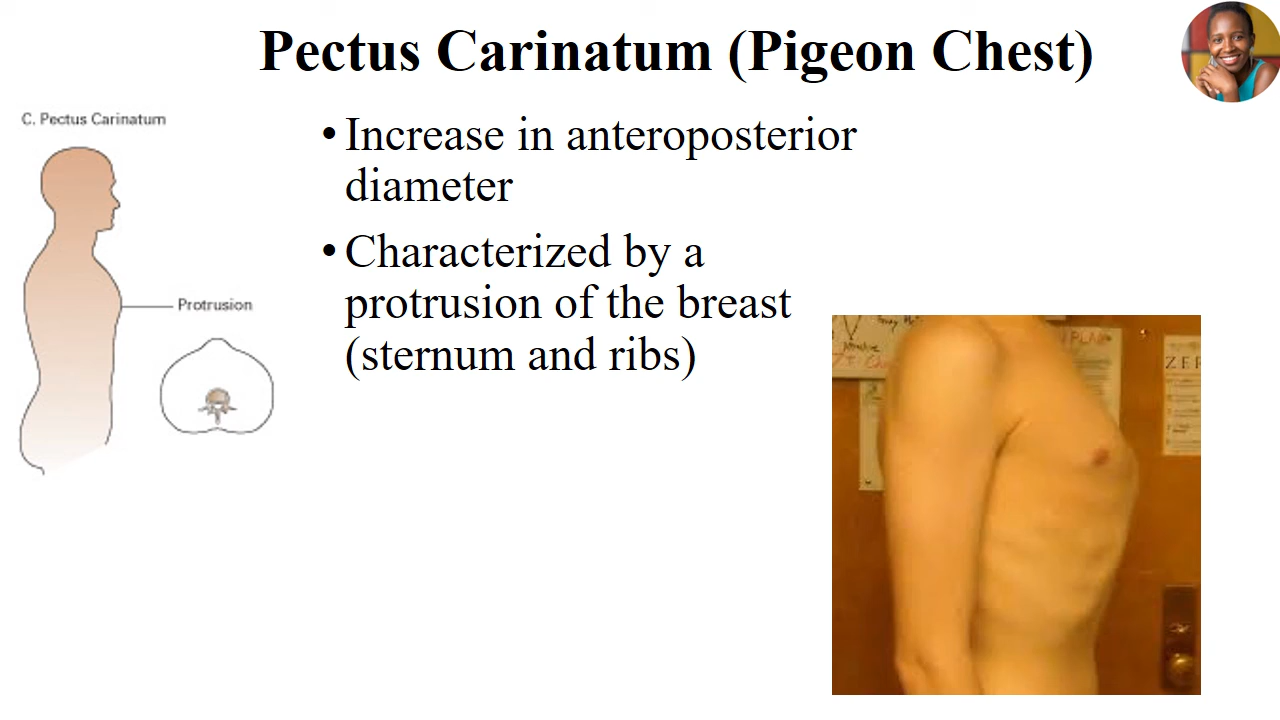 Pectus Carinatum (Pigeon Chest)
C. Pectus Carinatum
• Increase in anteroposterior
diameter
• Characterized by a
protrusion of the breast
(sternum and ribs)
Protrusion